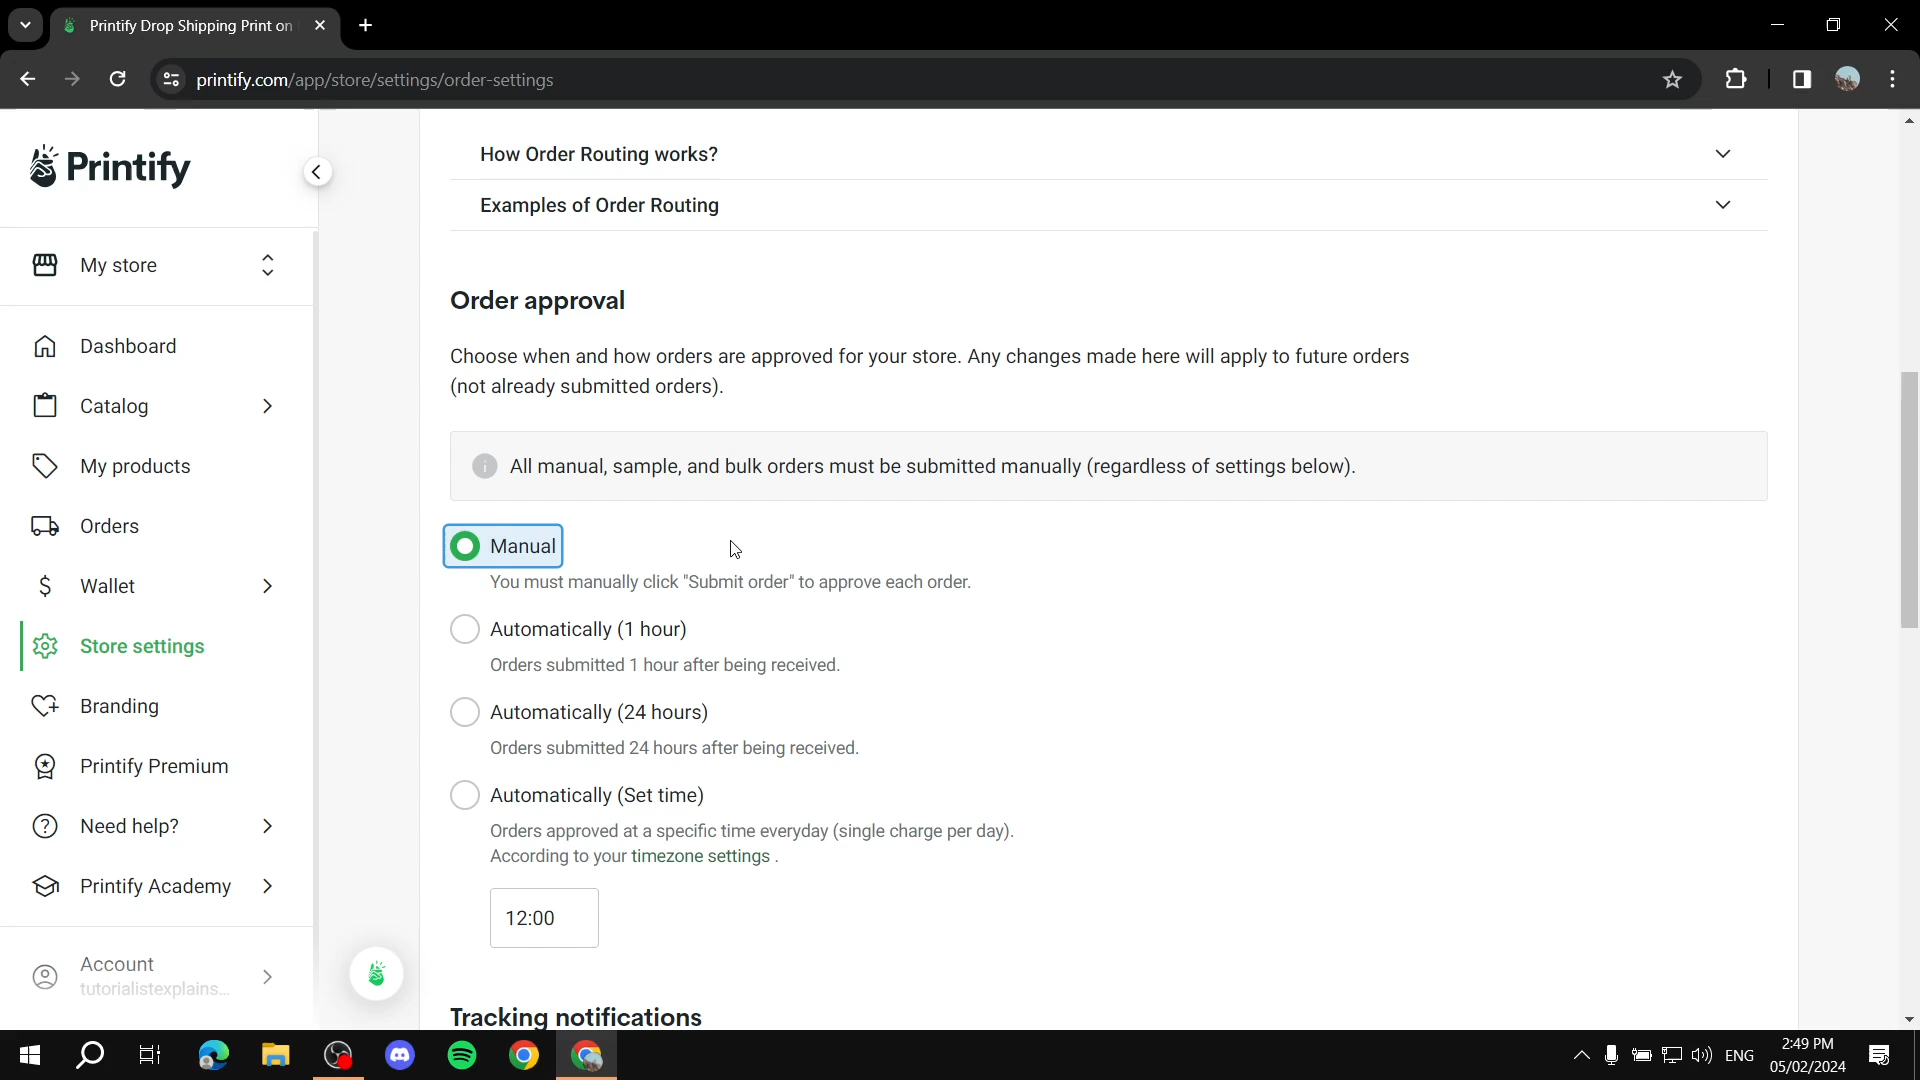 Printify Drop Shipping Print on
printify.com/app/store/settings/order-settings
Printify
My store
Dashboard
Catalog
My products
Orders
Wallet
Store settings
Branding
Printify Premium
Need help?
Printify Academy
Account
tutorialistexplains...
How Order Routing works?
Examples of Order Routing
Order approval
Choose when and how orders are approved for your store. Any changes made here will apply to future orders
(not already submitted orders).
All manual, sample, and bulk orders must be submitted manually (regardless of settings below).
Manual
You must manually click "Submit order" to approve each order.
Automatically (1 hour)
Orders submitted 1 hour after being received.
Automatically (24 hours)
Orders submitted 24 hours after being received.
Automatically (Set time)
Orders approved at a specific time everyday (single charge per day).
According to your timezone settings .
12:00
Tracking notifications
ENG
2:49 PM
05/02/2024